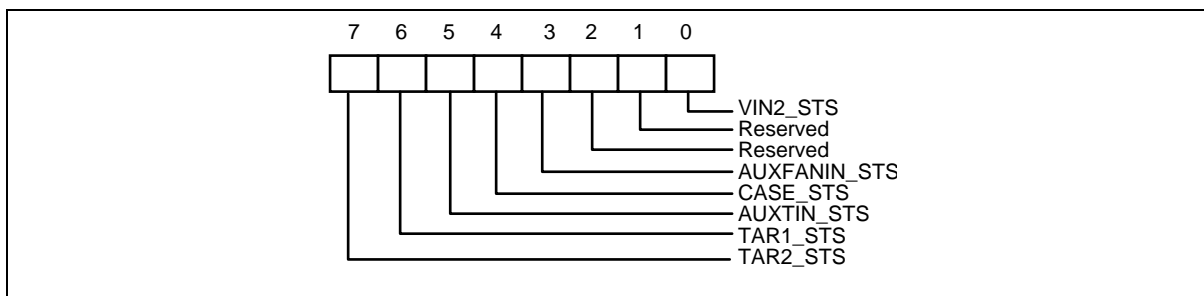 7 6 5 4 3 2 1 0
VIN2_STS
Reserved
Reserved
AUXFANIN_STS
CASE_STS
AUXTIN_STS
TAR1_STS
TAR2_STS